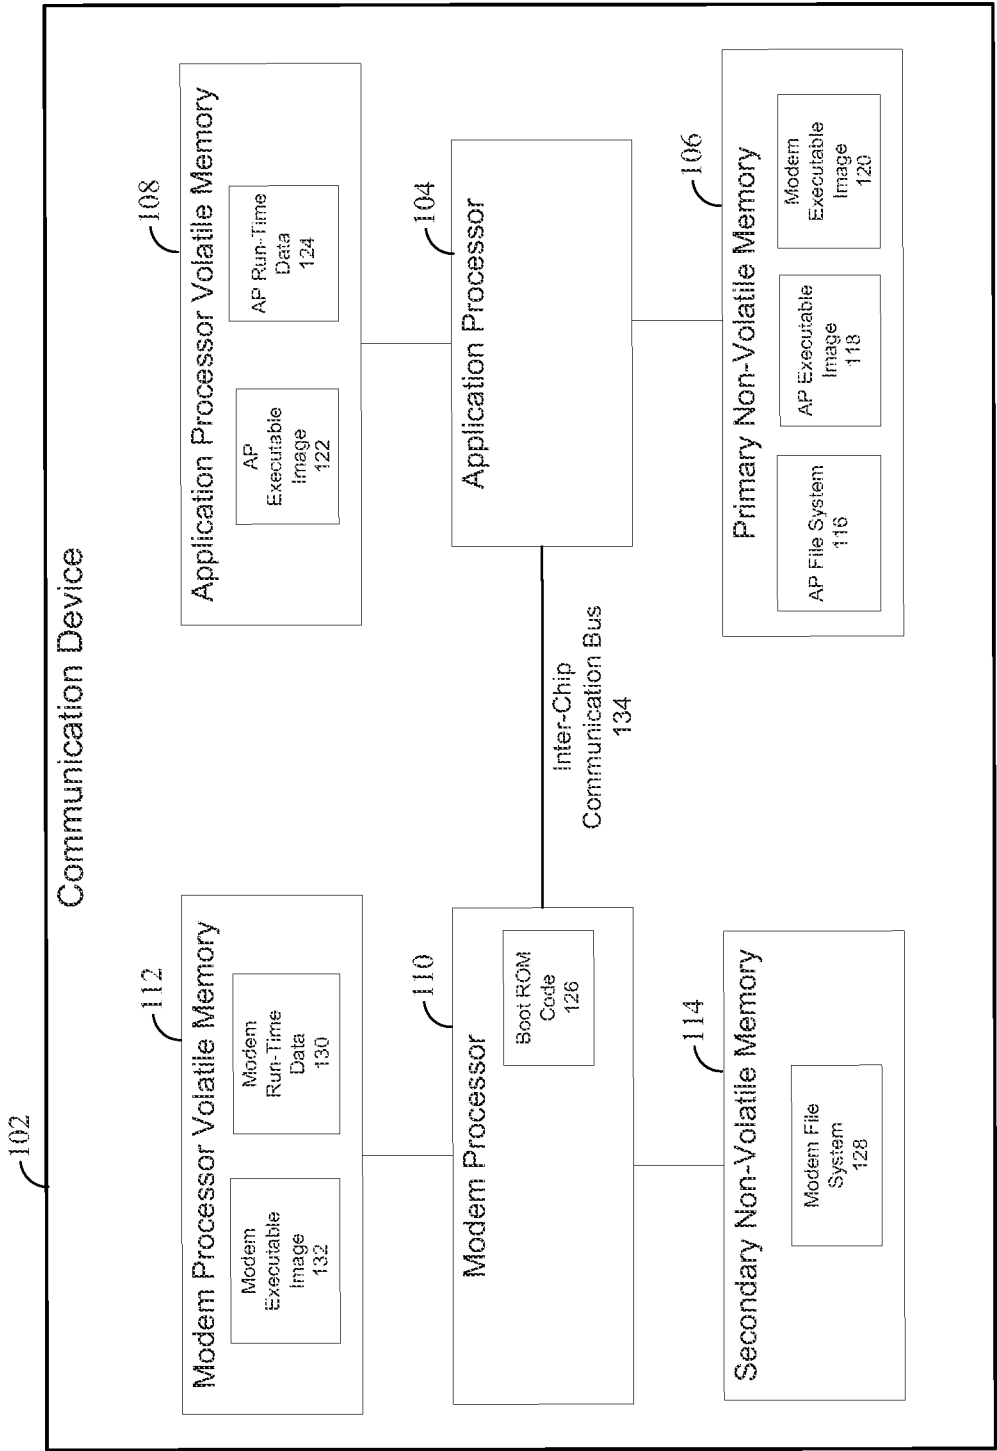 Communication Device
102
Modem Processor Volatile Memory
112
Modem
Executable
Image
132
Modem
Run-Time
Data
130
Application Processor Volatile Memory
108
AP
Executable
Image
122
AP Run-Time
Data
124
Modem Processor
110
Boot ROM
Code
126
Inter-Chip
Communication Bus
134
Application Processor
104
Secondary Non-Volatile Memory
114
Modem File
System
128
Primary Non-Volatile Memory
106
AP File System
116
AP Executable
Image
118
Modem
Executable
Image
120